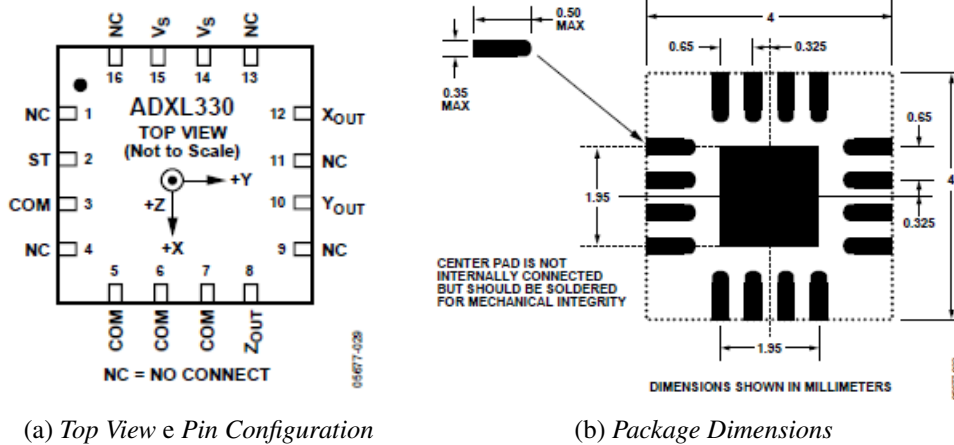 NC
VS
VS
NC
16
15
14
13
ADXL330
TOP VIEW
(Not to Scale)
NC 1
ST 2
COM 3
NC 4
12 XOUT
11 NC
10 YOUT
9 NC
+Y
+Z
+X
5
6
7
8
COM
COM
COM
ZOUT
NC = NO CONNECT
05677-029
(a) Top View e Pin Configuration
0.50
MAX
0.35
MAX
4
0.65
0.325
0.65
4
0.325
1.95
1.95
CENTER PAD IS NOT
INTERNALLY CONNECTED
BUT SHOULD BE SOLDERED
FOR MECHANICAL INTEGRITY
DIMENSIONS SHOWN IN MILLIMETERS
(b) Package Dimensions